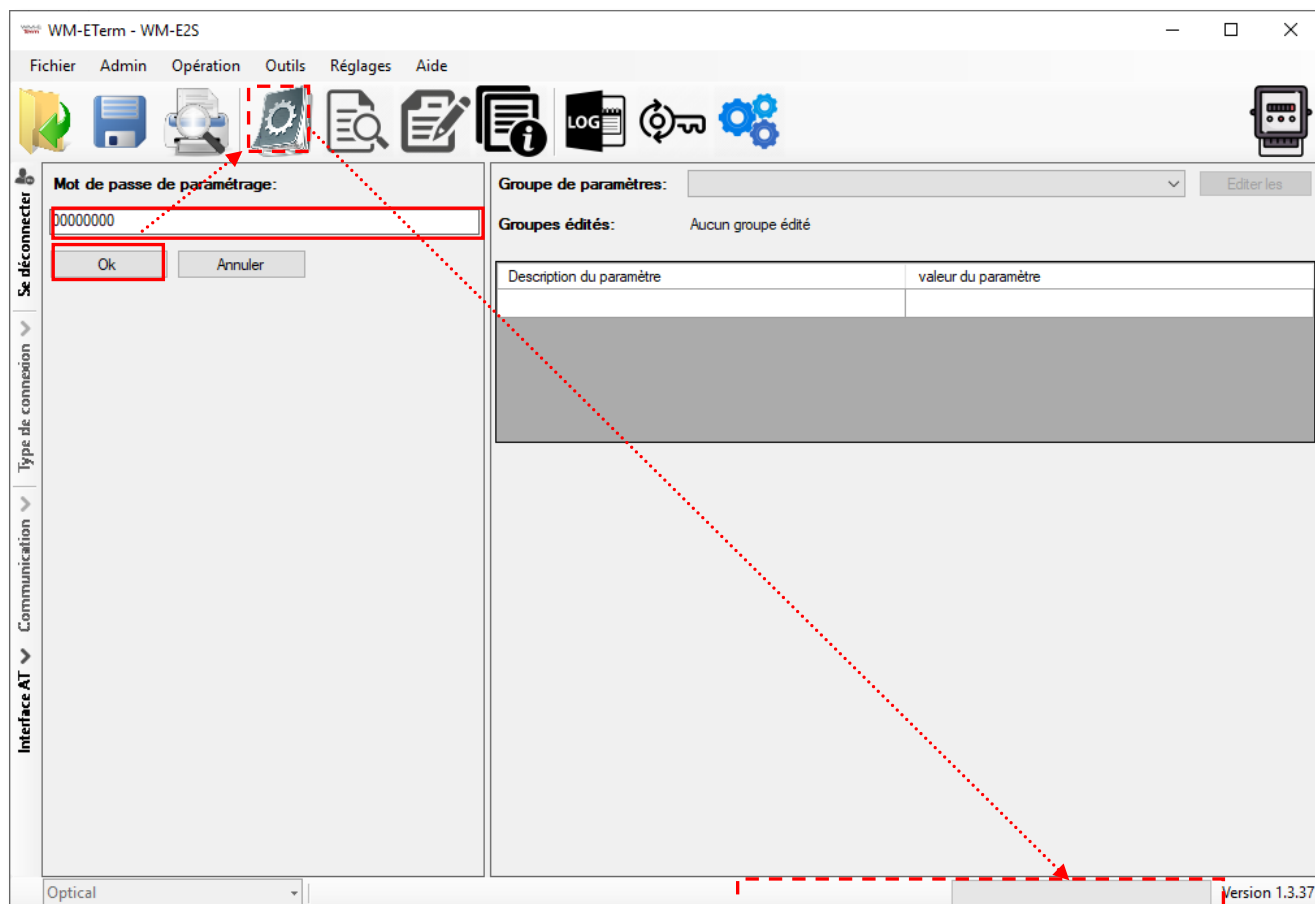 WM-ETerm - WM-E2S
Fichier Admin Opération Outils Réglages Aide
LOG
Se déconnecter
Type de connexion
Communication
Interface AT
Mot de passe de paramétrage:
00000000
Ok Annuler
Groupe de paramètres: Editer les
Groupes édités: Aucun groupe édité
Description du paramètre valeur du paramètre
Optical
Version 1.3.37